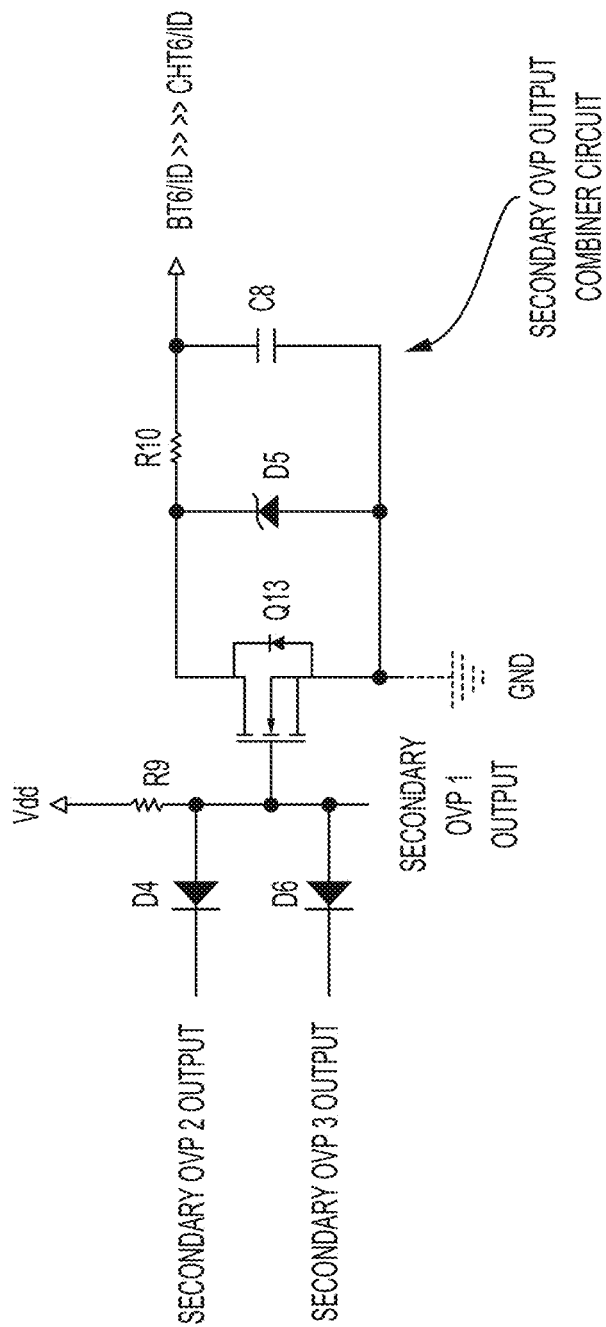 Vdd
R9
D4
D6
SECONDARY OVP 2 OUTPUT
SECONDARY OVP 3 OUTPUT
SECONDARY
OVP 1
OUTPUT
Q13
GND
D5
R10
C8
BT6/ID >> >> CHT6/ID
SECONDARY OVP OUTPUT
COMBINER CIRCUIT